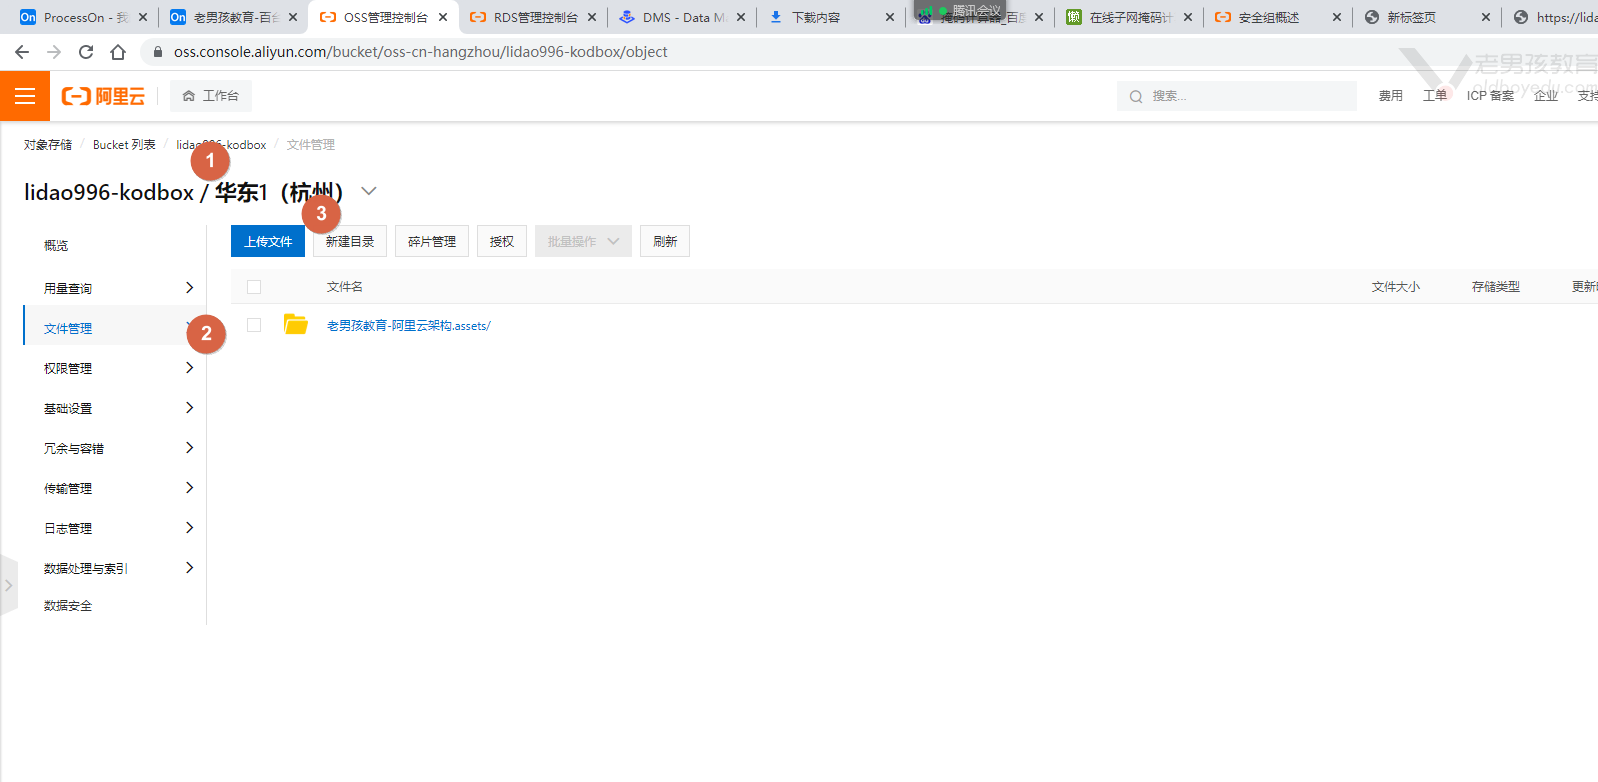 ProcessOn - 我
老男孩教育-百台
OSS管理控制台
RDS管理控制台
DMS - Data M
下载内容
掩码计算器_百度
在线子网掩码计
安全组概述
新标签页
https://lida
腾讯会议
oss.console.aliyun.com/bucket/oss-cn-hangzhou/lidao996-kodbox/object
老男孩教育
oldboyedu.com
阿里云
工作台
搜索...
费用
工单
ICP 备案
企业
支持
对象存储 / Bucket 列表 / lidao996-kodbox / 文件管理
1
lidao996-kodbox / 华东1（杭州）
3
上传文件
新建目录
碎片管理
授权
批量操作
刷新
概览
用量查询
文件管理
2
权限管理
基础设置
冗余与容错
传输管理
日志管理
数据处理与索引
数据安全
文件名
文件大小
存储类型
更新时
老男孩教育-阿里云架构.assets/